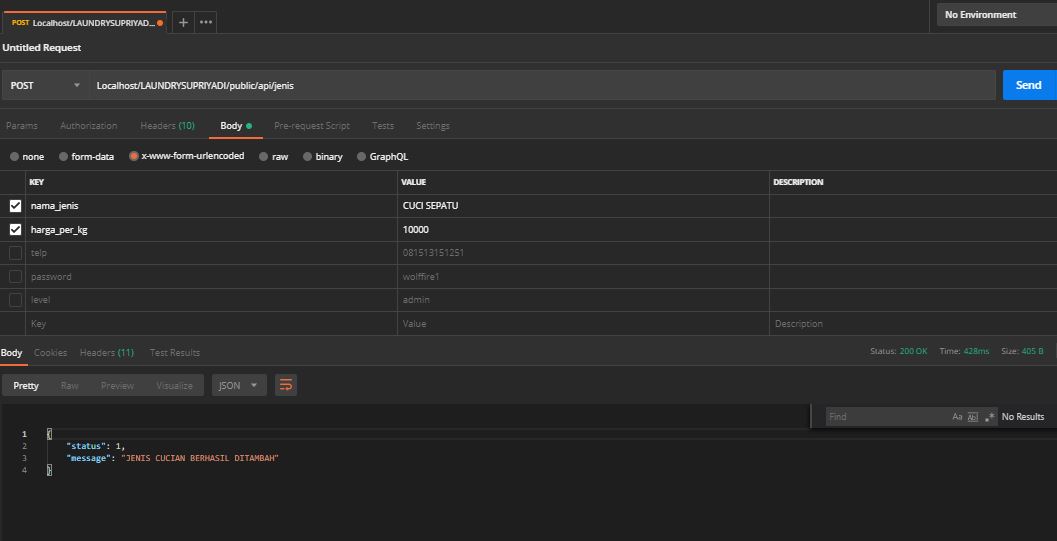 POST Localhost/LAUNDRYSUPRIYAD... + ••• No Environment
Untitled Request
POST Localhost/LAUNDRYSUPRIYADI/public/api/jenis Send
Params Authorization Headers (10) Body Pre-request Script Tests Settings
none form-data x-www-form-urlencoded raw binary GraphQL
KEY VALUE DESCRIPTION
nama_jenis CUCI SEPATU
harga_per_kg 10000
telp 081513151251
password wolffire1
level admin
Key Value Description
Body Cookies Headers (11) Test Results Status: 200 OK Time: 428ms Size: 405 B
Pretty Raw Preview Visualize JSON
Find Aa Abl .* No Results
1 {
2 "status": 1,
3 "message": "JENIS CUCIAN BERHASIL DITAMBAH"
4 }